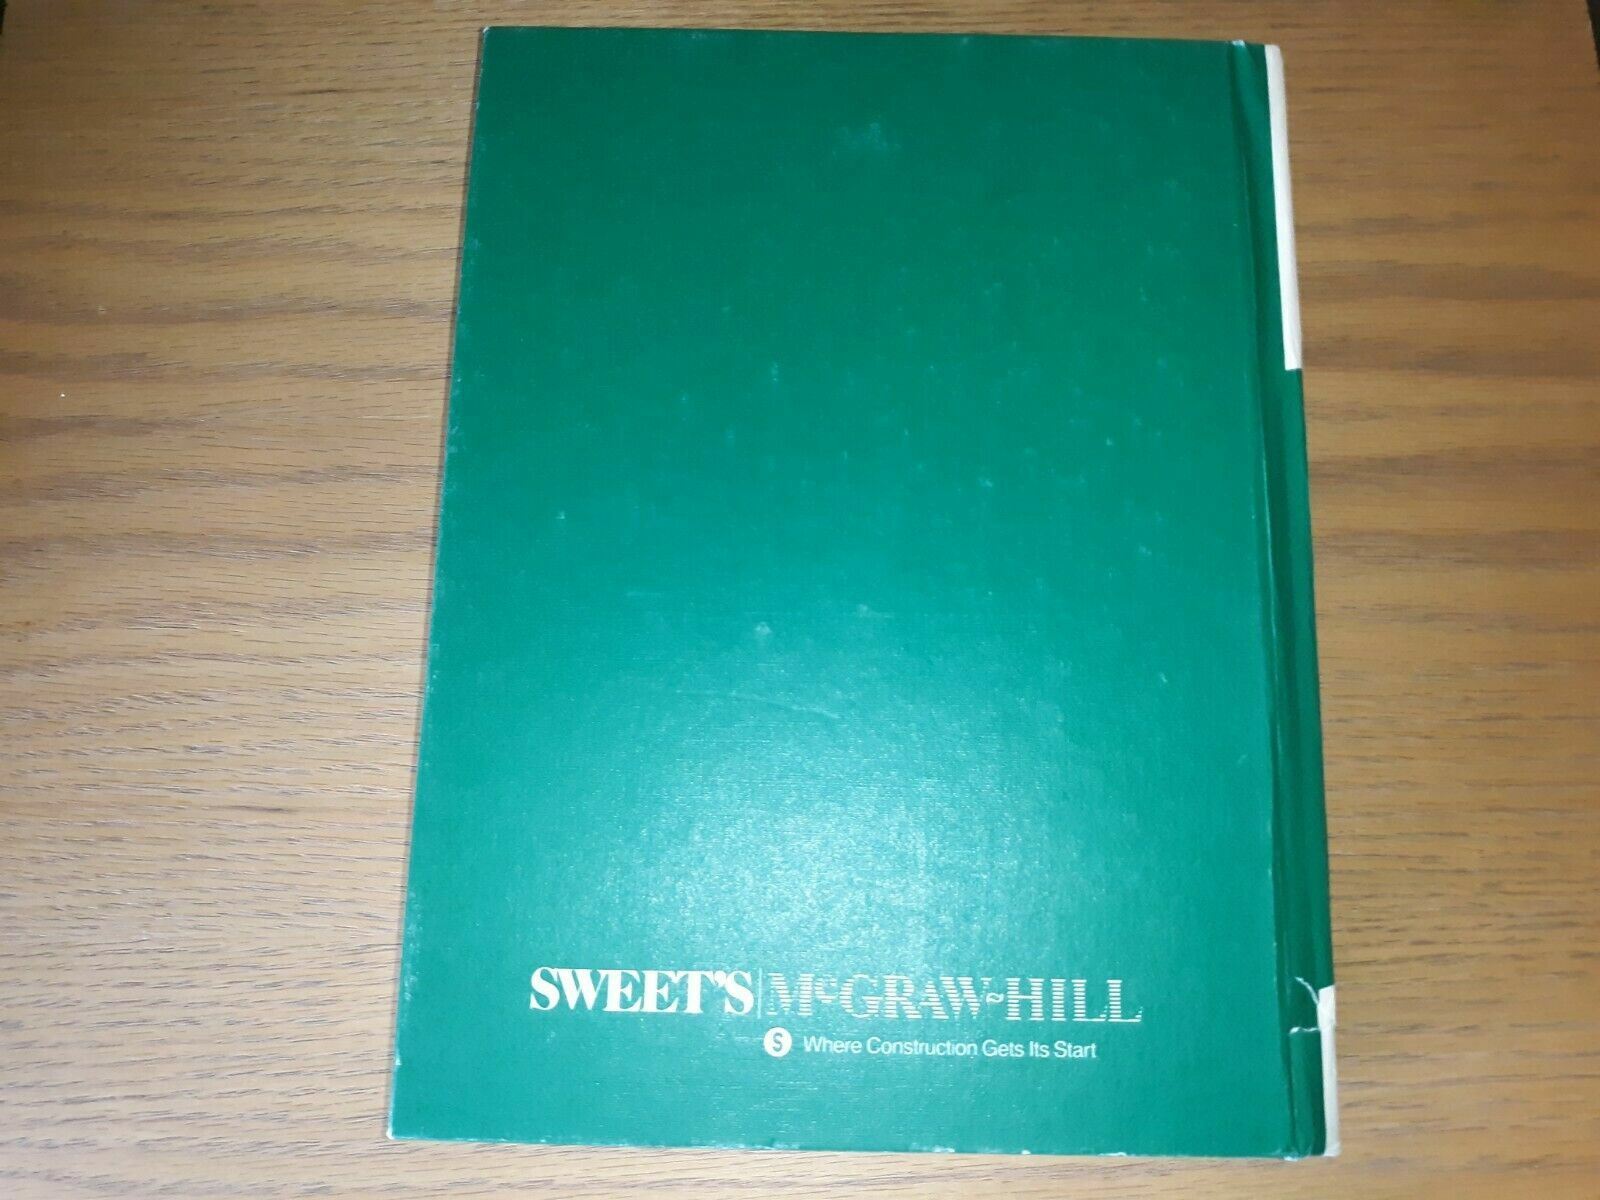 SWEET'S McGRAW-HILL
S Where Construction Gets Its Start